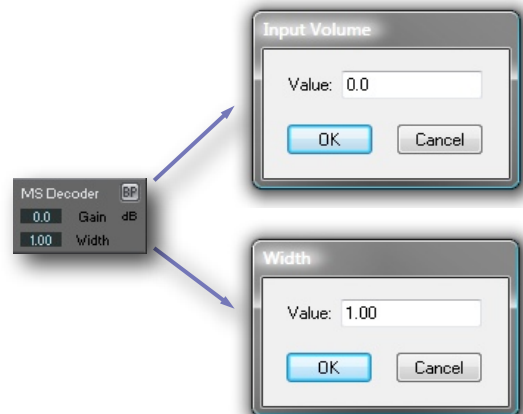 Input Volume
Value: 0.0
OK Cancel
MS Decoder BP
0.0 Gain dB
1.00 Width
Width
Value: 1.00
OK Cancel